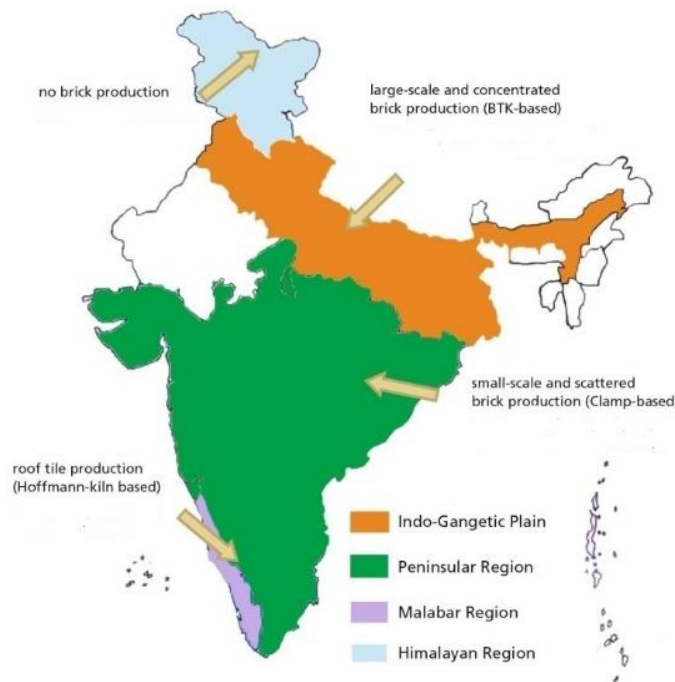 no brick production
large-scale and concentrated
brick production (BTK-based)
small-scale and scattered
brick production (Clamp-based
roof tile production
(Hoffmann-kiln based)
Indo-Gangetic Plain
Peninsular Region
Malabar Region
Himalayan Region